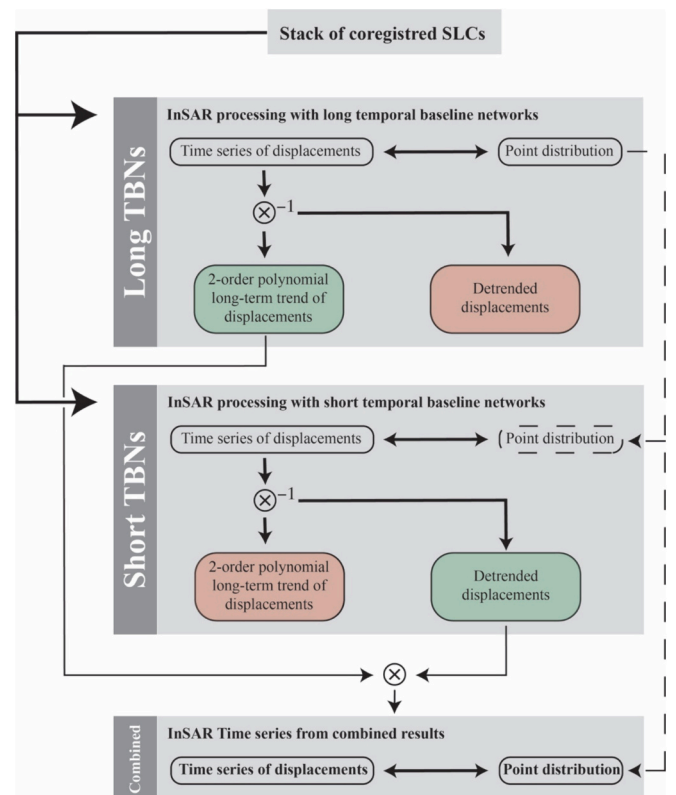 Stack of coregistred SLCs
Long TBNs
InSAR processing with long temporal baseline networks
Time series of displacements
Point distribution
⊗−1
2-order polynomial
long-term trend of
displacements
Detrended
displacements
Short TBNs
InSAR processing with short temporal baseline networks
Time series of displacements
Point distribution
⊗−1
2-order polynomial
long-term trend of
displacements
Detrended
displacements
⊗
Combined
InSAR Time series from combined results
Time series of displacements
Point distribution